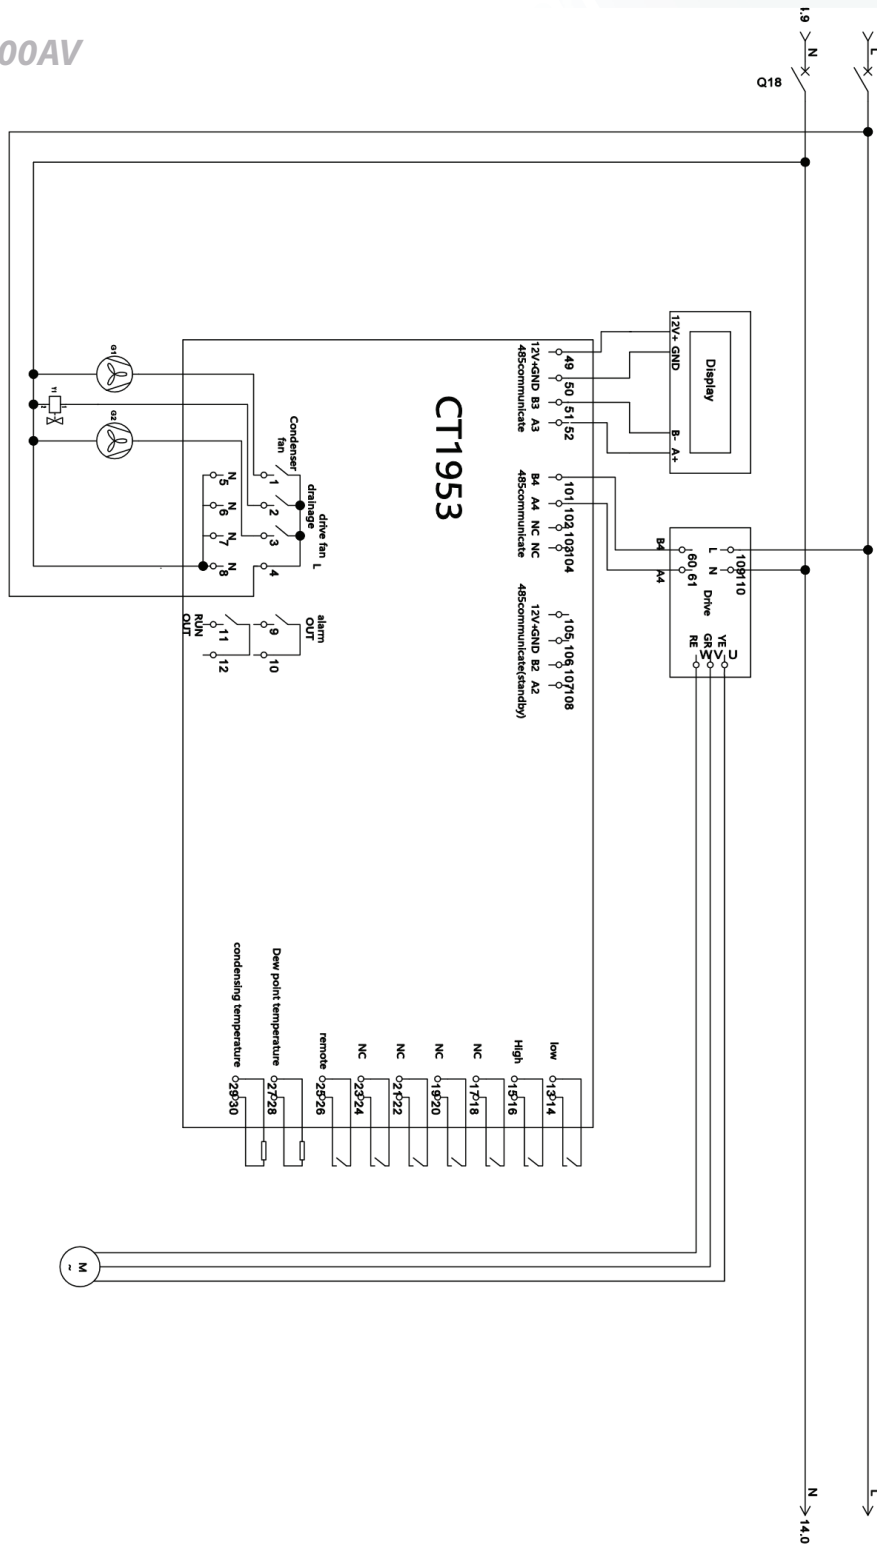 00AV
N
L
Q18
12V+
GND
Display
B-
A+
12V+GND B3 A3
485communicate
49
50
51
52
CT1953
G1
T1
G2
Condenser
fan
drainage
drive fan L
1
2
3
4
N
5
6
7
N
8
B4 A4 NC NC
485communicate
101
102
103
104
B4
A4
60
61
L
N
109
110
Drive
YE
GR
RE
U
V
W
12V+GND B2 A2
485communicate(standby)
105
106
107
108
alarm
OUT
9
10
RUN
OUT
11
12
condensing temperature
Dew point temperature
remote
NC
NC
NC
NC
High
low
29 30
27 28
25 26
23 24
21 22
19 20
17 18
15 16
13 14
M
~
N
14.0
L